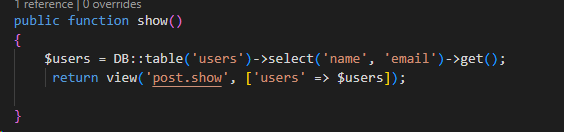 1 reference | 0 overrides
public function show()
{
    $users = DB::table('users')->select('name', 'email')->get();
     return view('post.show', ['users' => $users]);
}